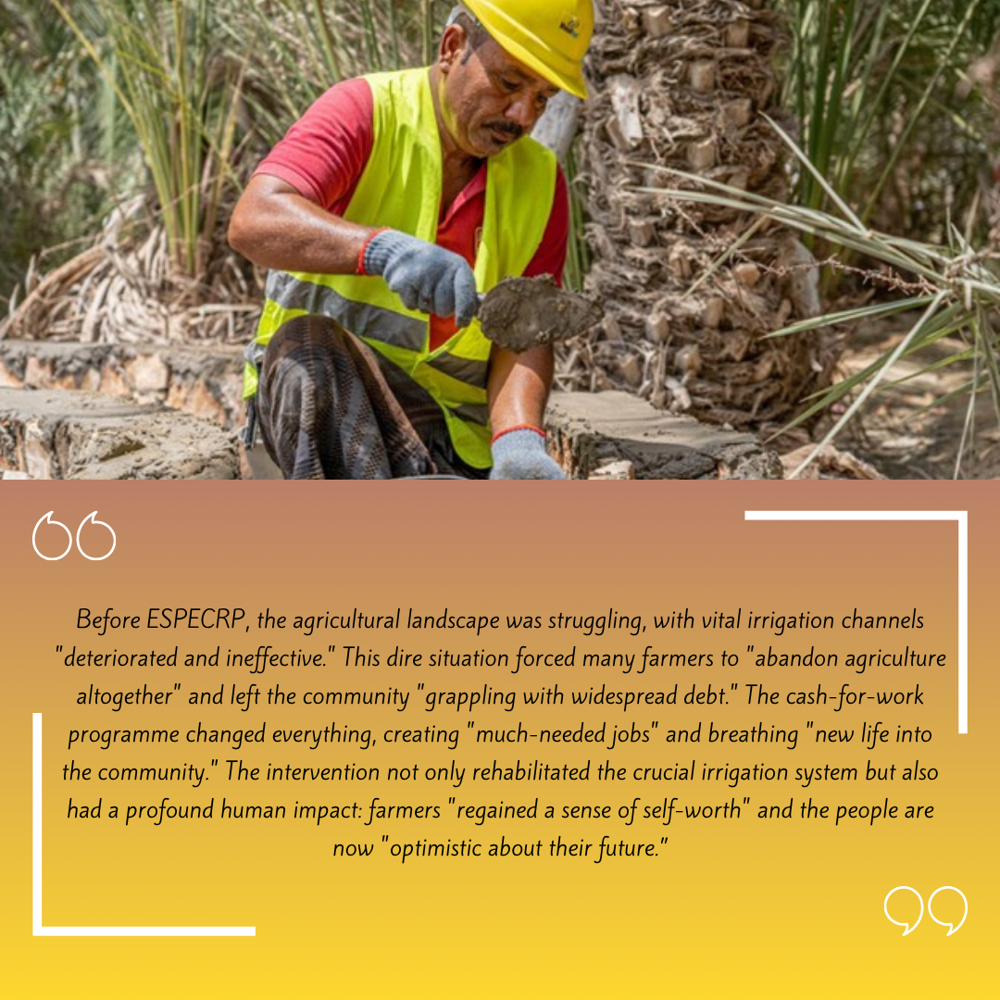 Before ESPECRP, the agricultural landscape was struggling, with vital irrigation channels
"deteriorated and ineffective." This dire situation forced many farmers to "abandon agriculture
altogether" and left the community "grappling with widespread debt." The cash-for-work
programme changed everything, creating "much-needed jobs" and breathing "new life into
the community." The intervention not only rehabilitated the crucial irrigation system but also
had a profound human impact: farmers "regained a sense of self-worth" and the people are
now "optimistic about their future."